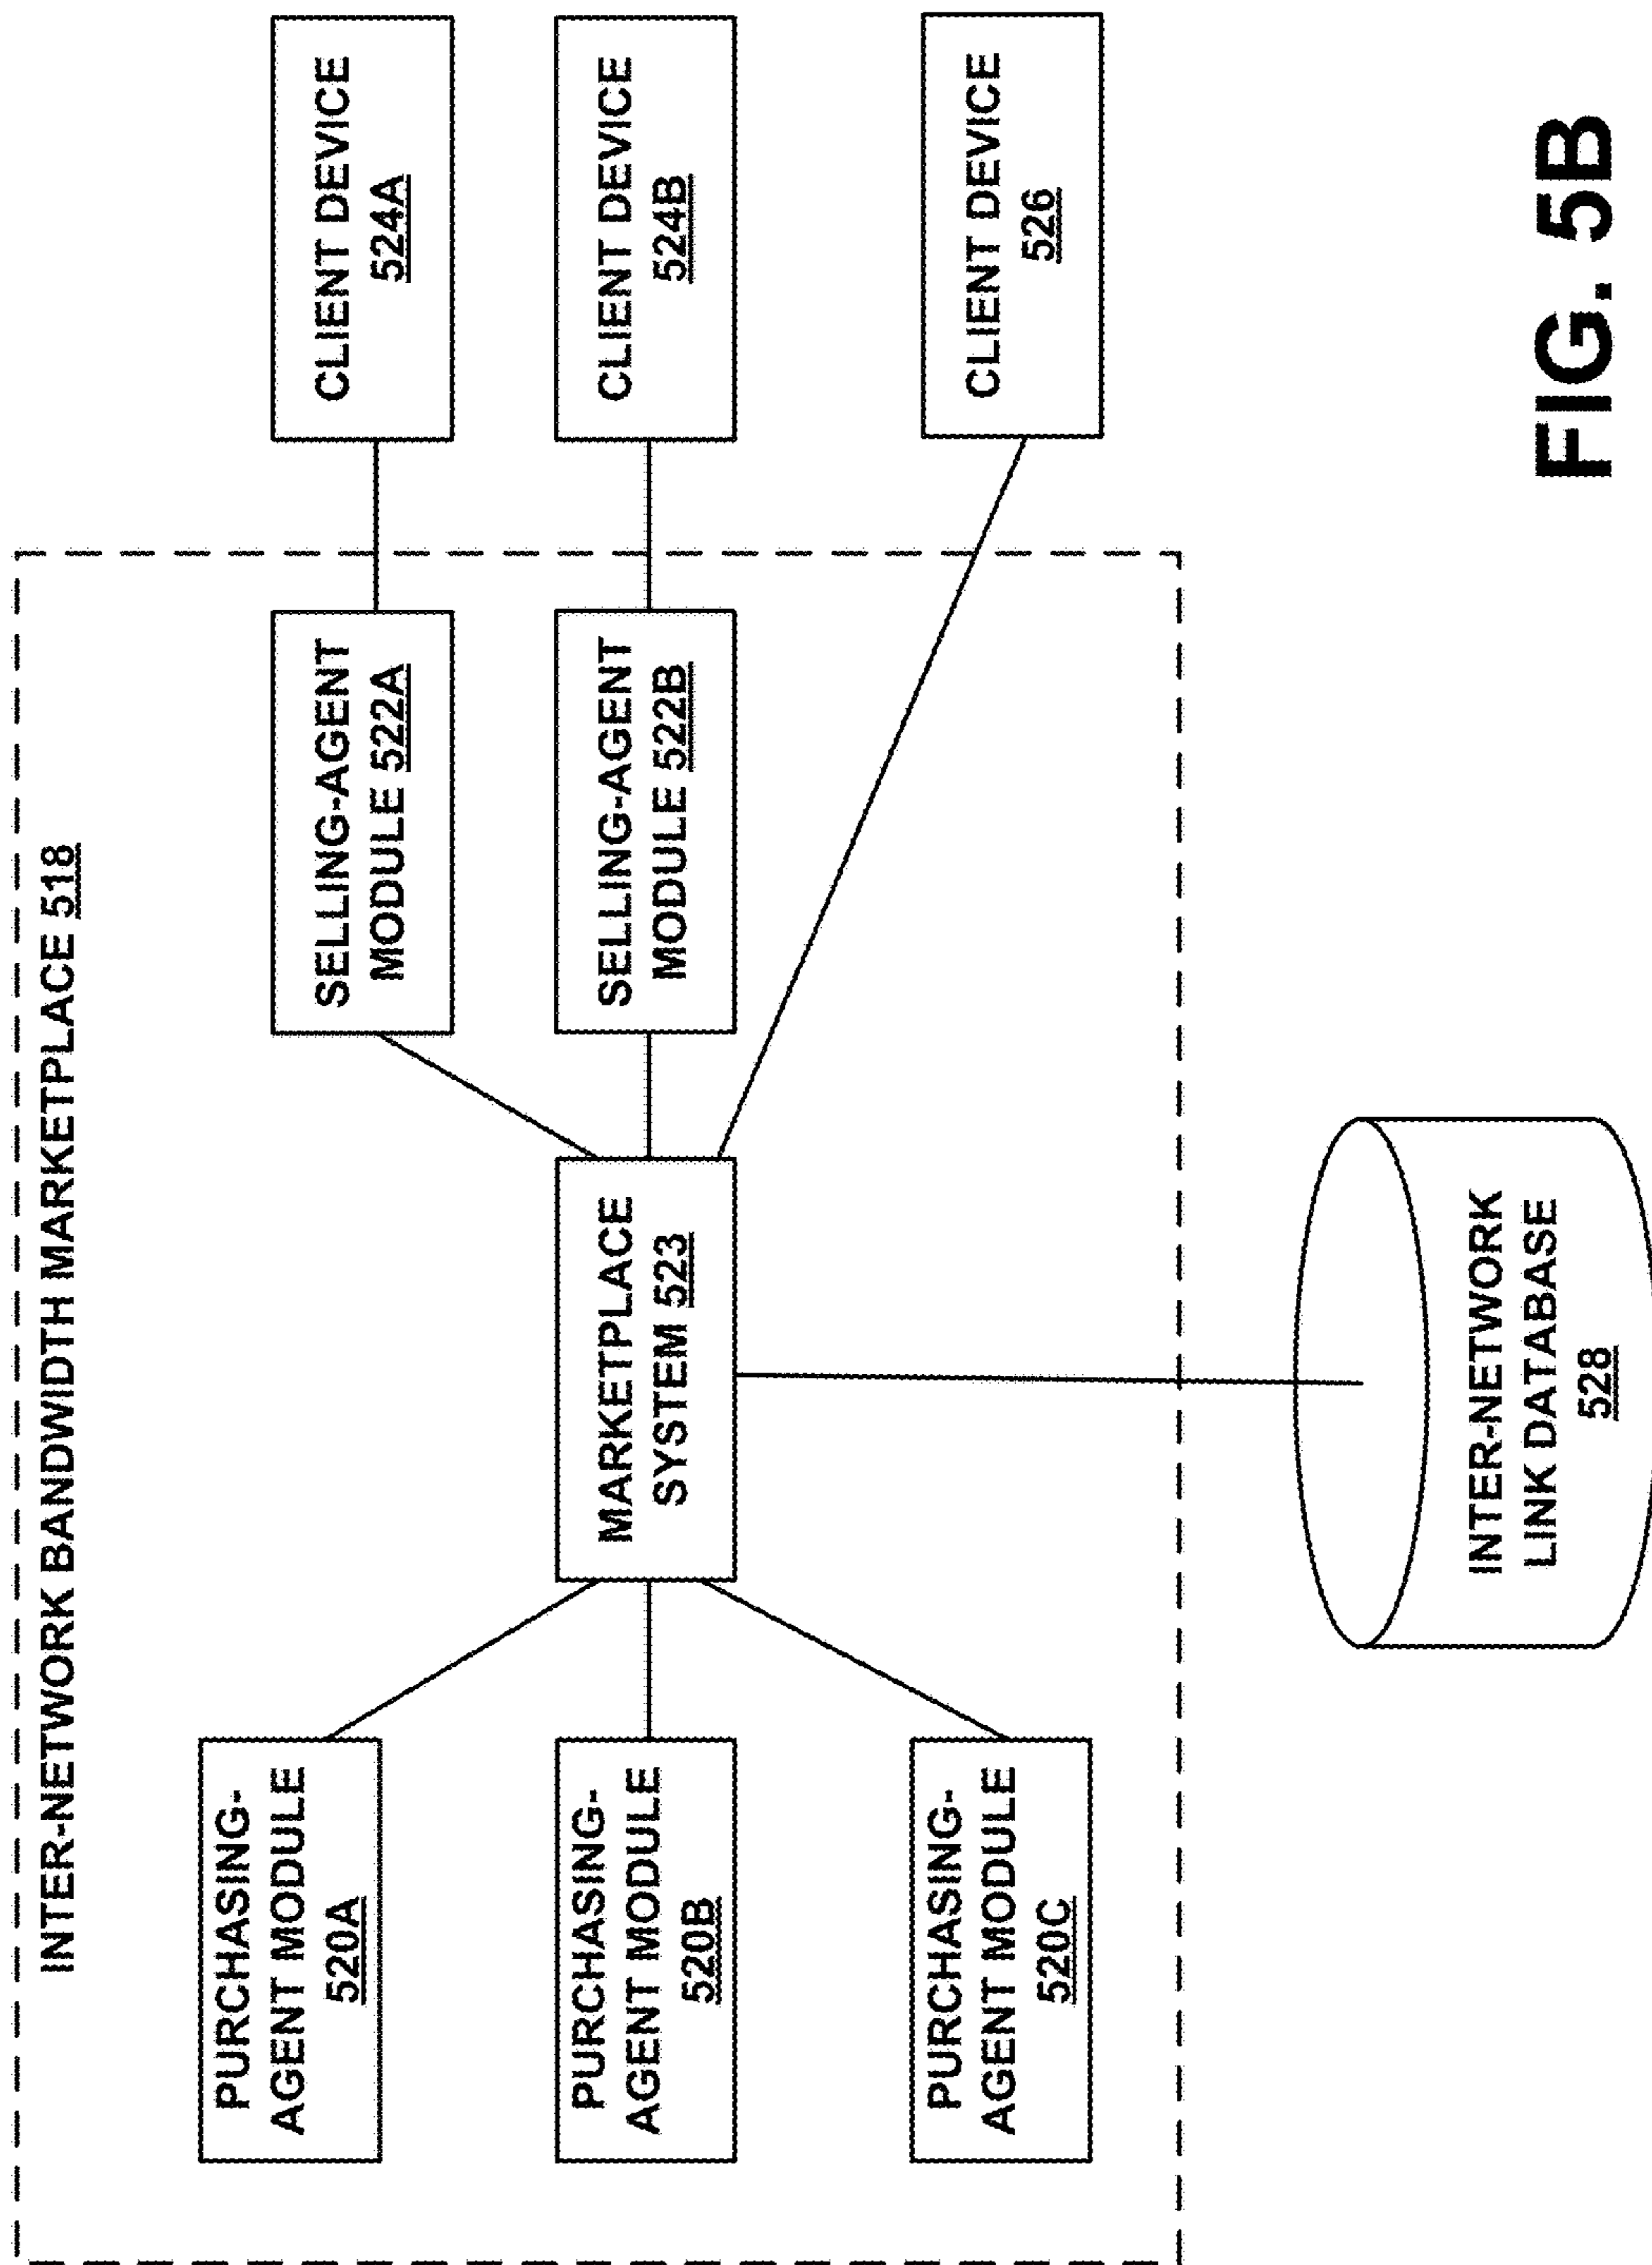 INTER-NETWORK BANDWIDTH MARKETPLACE 518
PURCHASING-
AGENT MODULE
520A
PURCHASING-
AGENT MODULE
520B
PURCHASING-
AGENT MODULE
520C
MARKETPLACE
SYSTEM 523
SELLING-AGENT
MODULE 522A
SELLING-AGENT
MODULE 522B
CLIENT DEVICE
524A
CLIENT DEVICE
524B
CLIENT DEVICE
526
INTER-NETWORK
LINK DATABASE
528
FIG. 5B